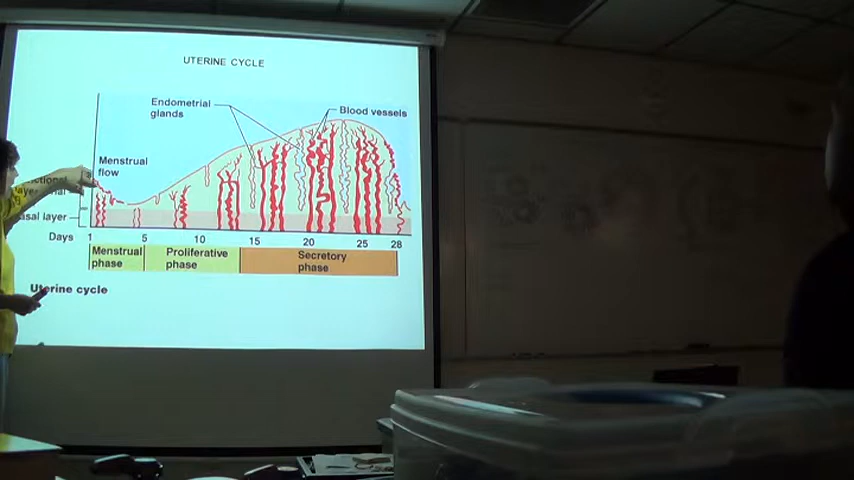 UTERINE CYCLE
Endometrial
glands
Blood vessels
Menstrual
flow
layer
Days 1 5 10 15 20 25 28
Menstrual
phase
Proliferative
phase
Secretory
phase
Uterine cycle